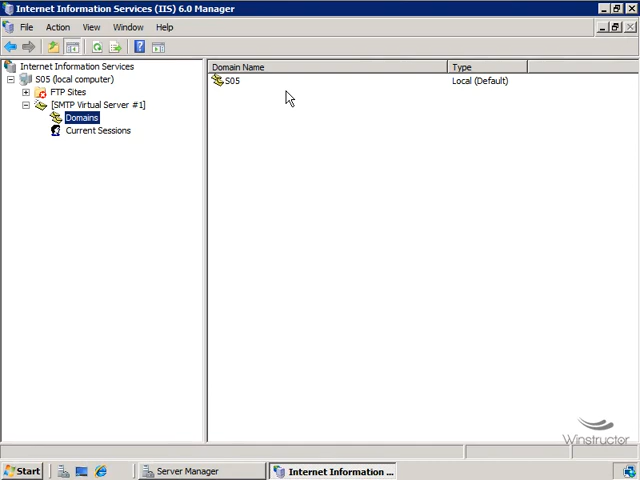 Internet Information Services (IIS) 6.0 Manager
File Action View Window Help
Internet Information Services
S05 (local computer)
FTP Sites
[SMTP Virtual Server #1]
Domains
Current Sessions
Domain Name Type
S05 Local (Default)
Winstructor
Start Server Manager Internet Information ...